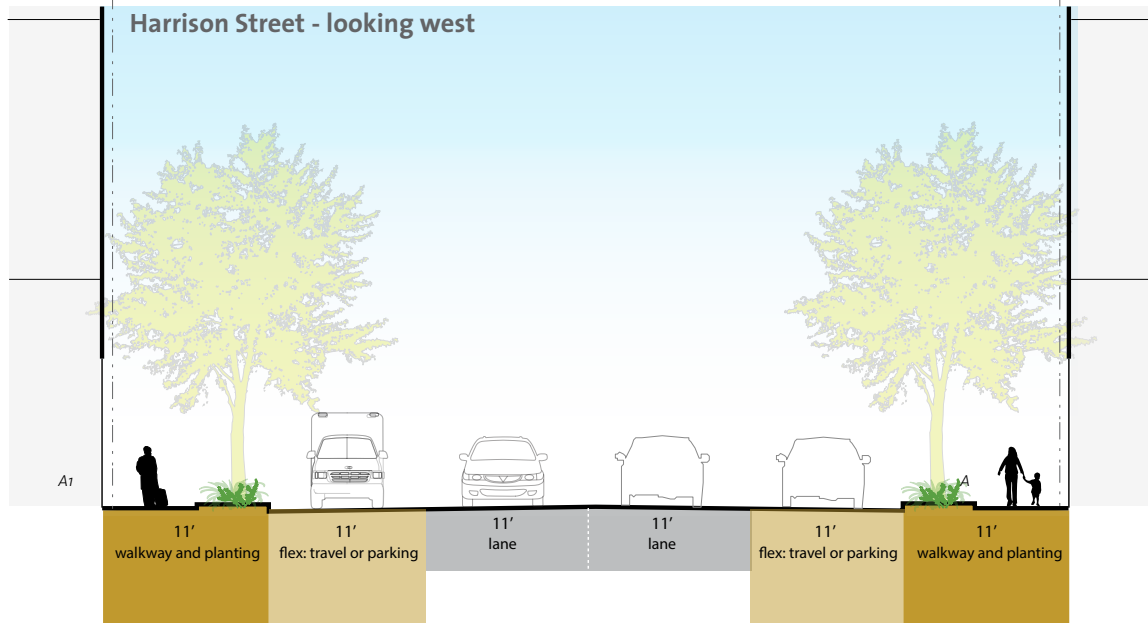 Harrison Street - looking west
A1
A
11′
walkway and planting
11′
flex: travel or parking
11′
lane
11′
lane
11′
flex: travel or parking
11′
walkway and planting